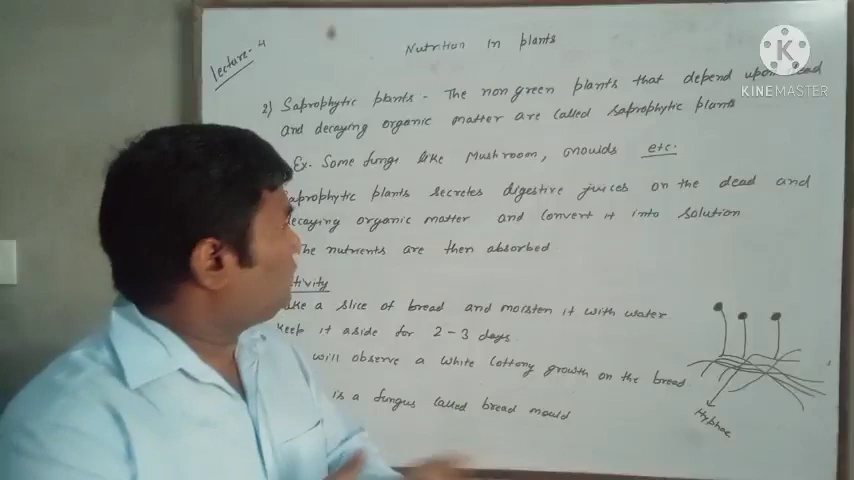 Lecture-4
Nutrition in plants
KINEMASTER
2) Saprophytic plants - The non green plants that depend upon dead
and decaying organic matter are called saprophytic plants
Ex- Some fungi like Mushroom, moulds etc.
Saprophytic plants secretes digestive juices on the dead and
decaying organic matter and convert it into solution
The nutrients are then absorbed
Activity
Take a slice of bread and moisten it with water
keep it aside for 2-3 days.
will observe a white cottony growth on the bread
is a fungus called bread mould
Hyphae